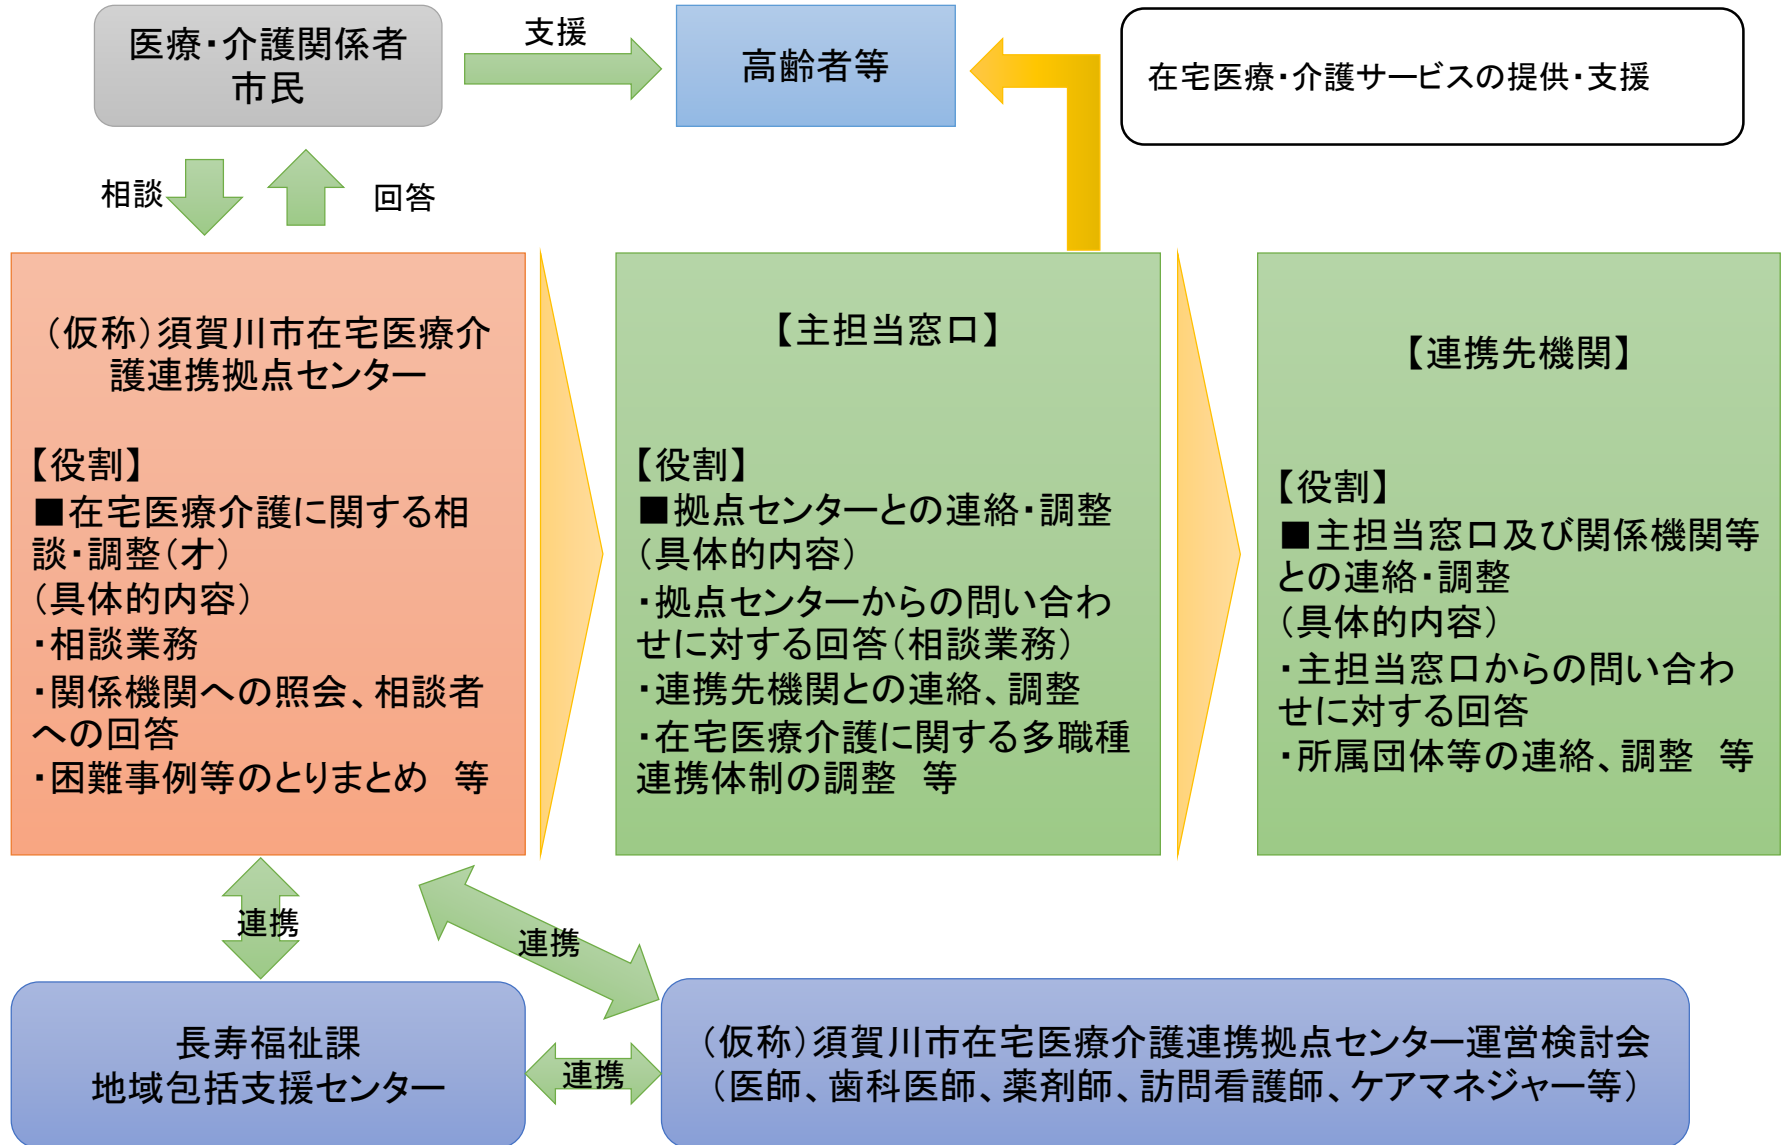 医療・介護関係者
市民
支援
高齢者等
在宅医療・介護サービスの提供・支援
相談
回答
（仮称）須賀川市在宅医療介
護連携拠点センター
【役割】
■在宅医療介護に関する相
談・調整（オ）
（具体的内容）
・相談業務
・関係機関への照会、相談者
への回答
・困難事例等のとりまとめ　等
【主担当窓口】
【役割】
■拠点センターとの連絡・調整
（具体的内容）
・拠点センターからの問い合わ
せに対する回答（相談業務）
・連携先機関との連絡、調整
・在宅医療介護に関する多職種
連携体制の調整　等
【連携先機関】
【役割】
■主担当窓口及び関係機関等
との連絡・調整
（具体的内容）
・主担当窓口からの問い合わ
せに対する回答
・所属団体等の連絡、調整　等
連携
連携
長寿福祉課
地域包括支援センター
連携
（仮称）須賀川市在宅医療介護連携拠点センター運営検討会
（医師、歯科医師、薬剤師、訪問看護師、ケアマネジャー等）